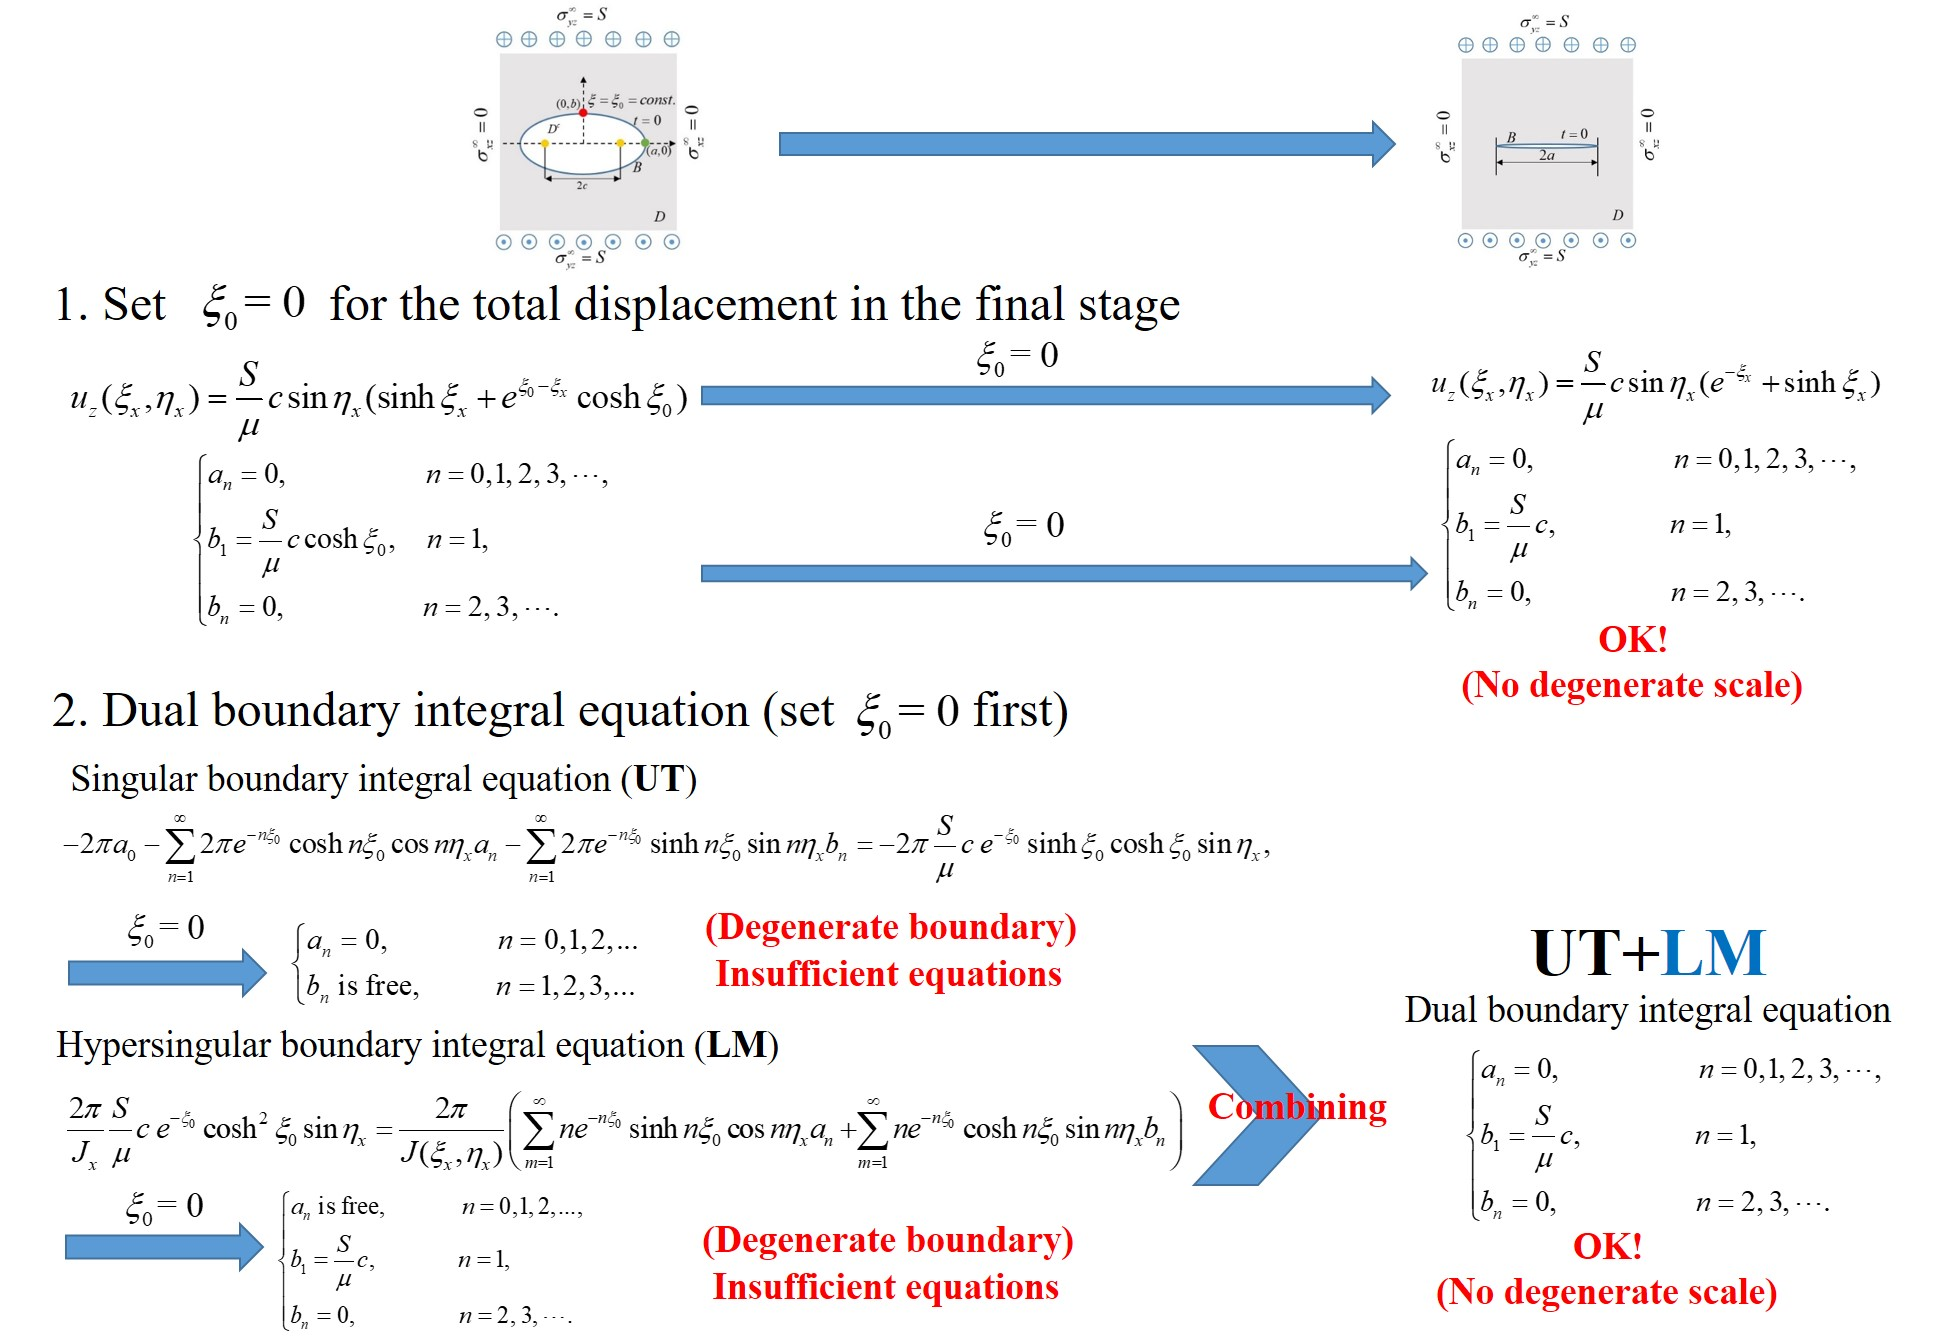 σ_yz^∞ = S
σ_yz^∞ = S
σ_xz^∞ = 0
(0,b)
ξ = ξ_0 = const.
t = 0
D^c
(a,0)
B
2c
D
σ_xz^∞ = 0
σ_yz^∞ = S
σ_xz^∞ = 0
B
t = 0
2a
D
σ_xz^∞ = 0
σ_yz^∞ = S
1. Set ξ_0 = 0 for the total displacement in the final stage
ξ_0 = 0
u_z(ξ_x,η_x) = S/μ c sin η_x (sinh ξ_x + e^{ξ_0−ξ_x} cosh ξ_0)
u_z(ξ_x,η_x) = S/μ c sin η_x (e^{−ξ_x} + sinh ξ_x)
a_n = 0, n = 0,1,2,3,⋯,
b_1 = S/μ c cosh ξ_0, n = 1,
b_n = 0, n = 2,3,⋯.
ξ_0 = 0
a_n = 0, n = 0,1,2,3,⋯,
b_1 = S/μ c, n = 1,
b_n = 0, n = 2,3,⋯.
OK!
(No degenerate scale)
2. Dual boundary integral equation (set ξ_0 = 0 first)
Singular boundary integral equation (UT)
−2πa_0 − ∑_{n=1}^∞ 2πe^{−nξ_0} cosh nξ_0 cos nη_x a_n − ∑_{n=1}^∞ 2πe^{−nξ_0} sinh nξ_0 sin nη_x b_n = −2π S/μ c e^{−ξ_0} sinh ξ_0 cosh ξ_0 sin η_x,
ξ_0 = 0
a_n = 0, n = 0,1,2,...
b_n is free, n = 1,2,3,...
(Degenerate boundary)
Insufficient equations
Hypersingular boundary integral equation (LM)
2π/J_x S/μ c e^{−ξ_0} cosh^2 ξ_0 sin η_x = 2π/J(ξ_x,η_x) (∑_{m=1}^∞ ne^{−nξ_0} sinh nξ_0 cos nη_x a_n + ∑_{m=1}^∞ ne^{−nξ_0} cosh nξ_0 sin nη_x b_n)
ξ_0 = 0
a_n is free, n = 0,1,2,...,
b_1 = S/μ c, n = 1,
b_n = 0, n = 2,3,⋯.
(Degenerate boundary)
Insufficient equations
Combining
UT+LM
Dual boundary integral equation
a_n = 0, n = 0,1,2,3,⋯,
b_1 = S/μ c, n = 1,
b_n = 0, n = 2,3,⋯.
OK!
(No degenerate scale)